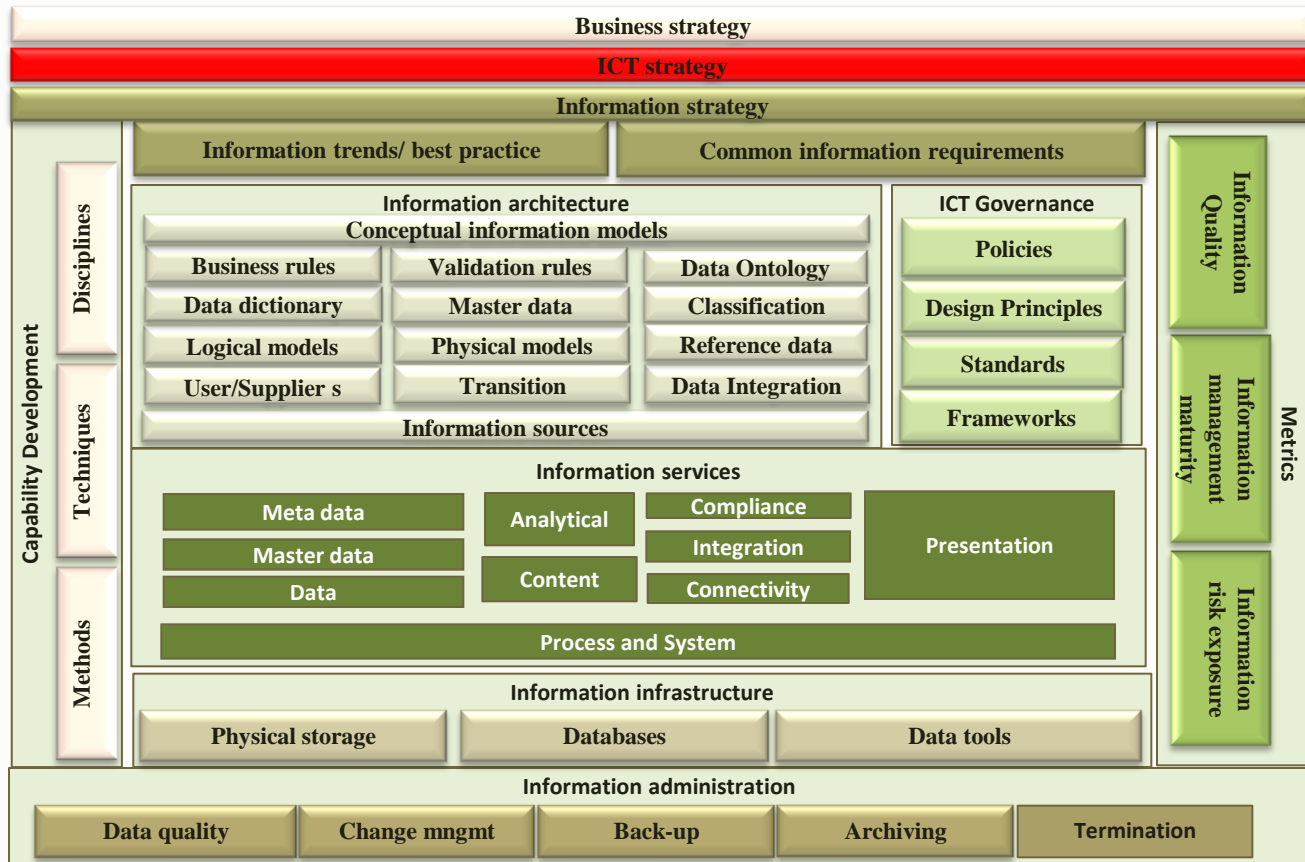 Business strategy
ICT strategy
Information strategy
Information trends/ best practice
Common information requirements
Capability Development
Disciplines
Techniques
Methods
Information architecture
Conceptual information models
Business rules
Validation rules
Data Ontology
Data dictionary
Master data
Classification
Logical models
Physical models
Reference data
User/Supplier s
Transition
Data Integration
Information sources
ICT Governance
Policies
Design Principles
Standards
Frameworks
Information services
Meta data
Master data
Data
Analytical
Content
Compliance
Integration
Connectivity
Presentation
Process and System
Information infrastructure
Physical storage
Databases
Data tools
Metrics
Information
Quality
Information
management
maturity
Information
risk exposure
Information administration
Data quality
Change mngmt
Back-up
Archiving
Termination